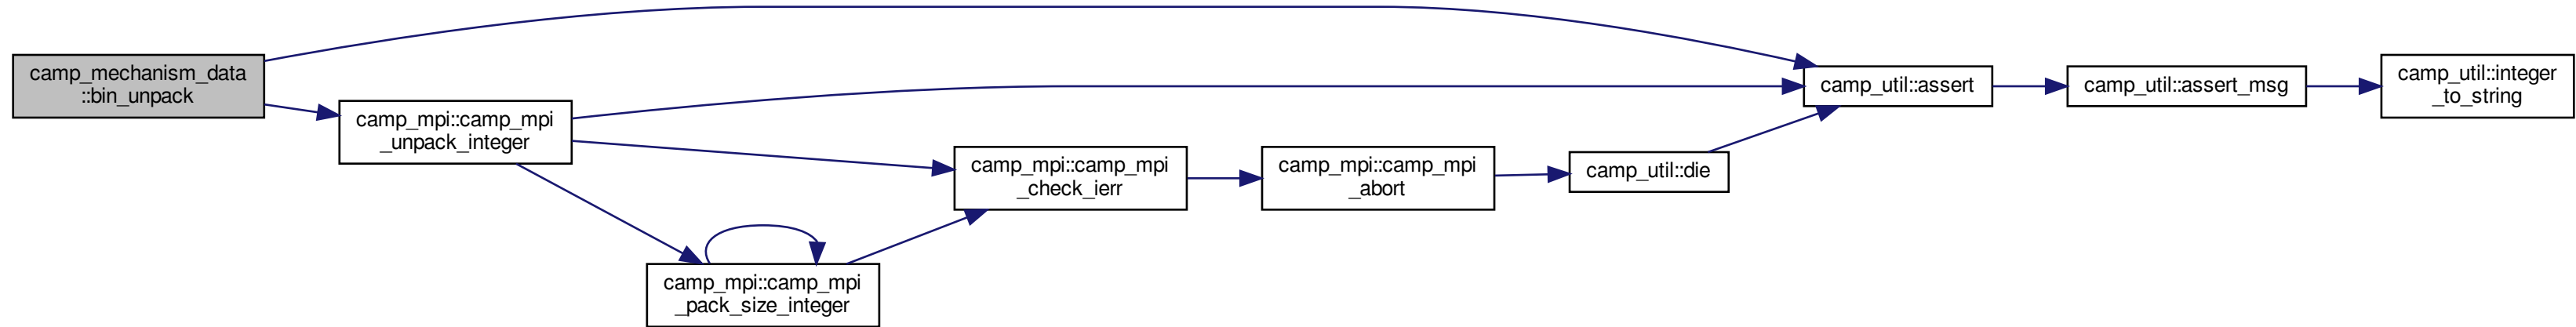 camp_mechanism_data
::bin_unpack
camp_mpi::camp_mpi
_unpack_integer
camp_mpi::camp_mpi
_pack_size_integer
camp_mpi::camp_mpi
_check_ierr
camp_mpi::camp_mpi
_abort
camp_util::die
camp_util::assert
camp_util::assert_msg
camp_util::integer
_to_string